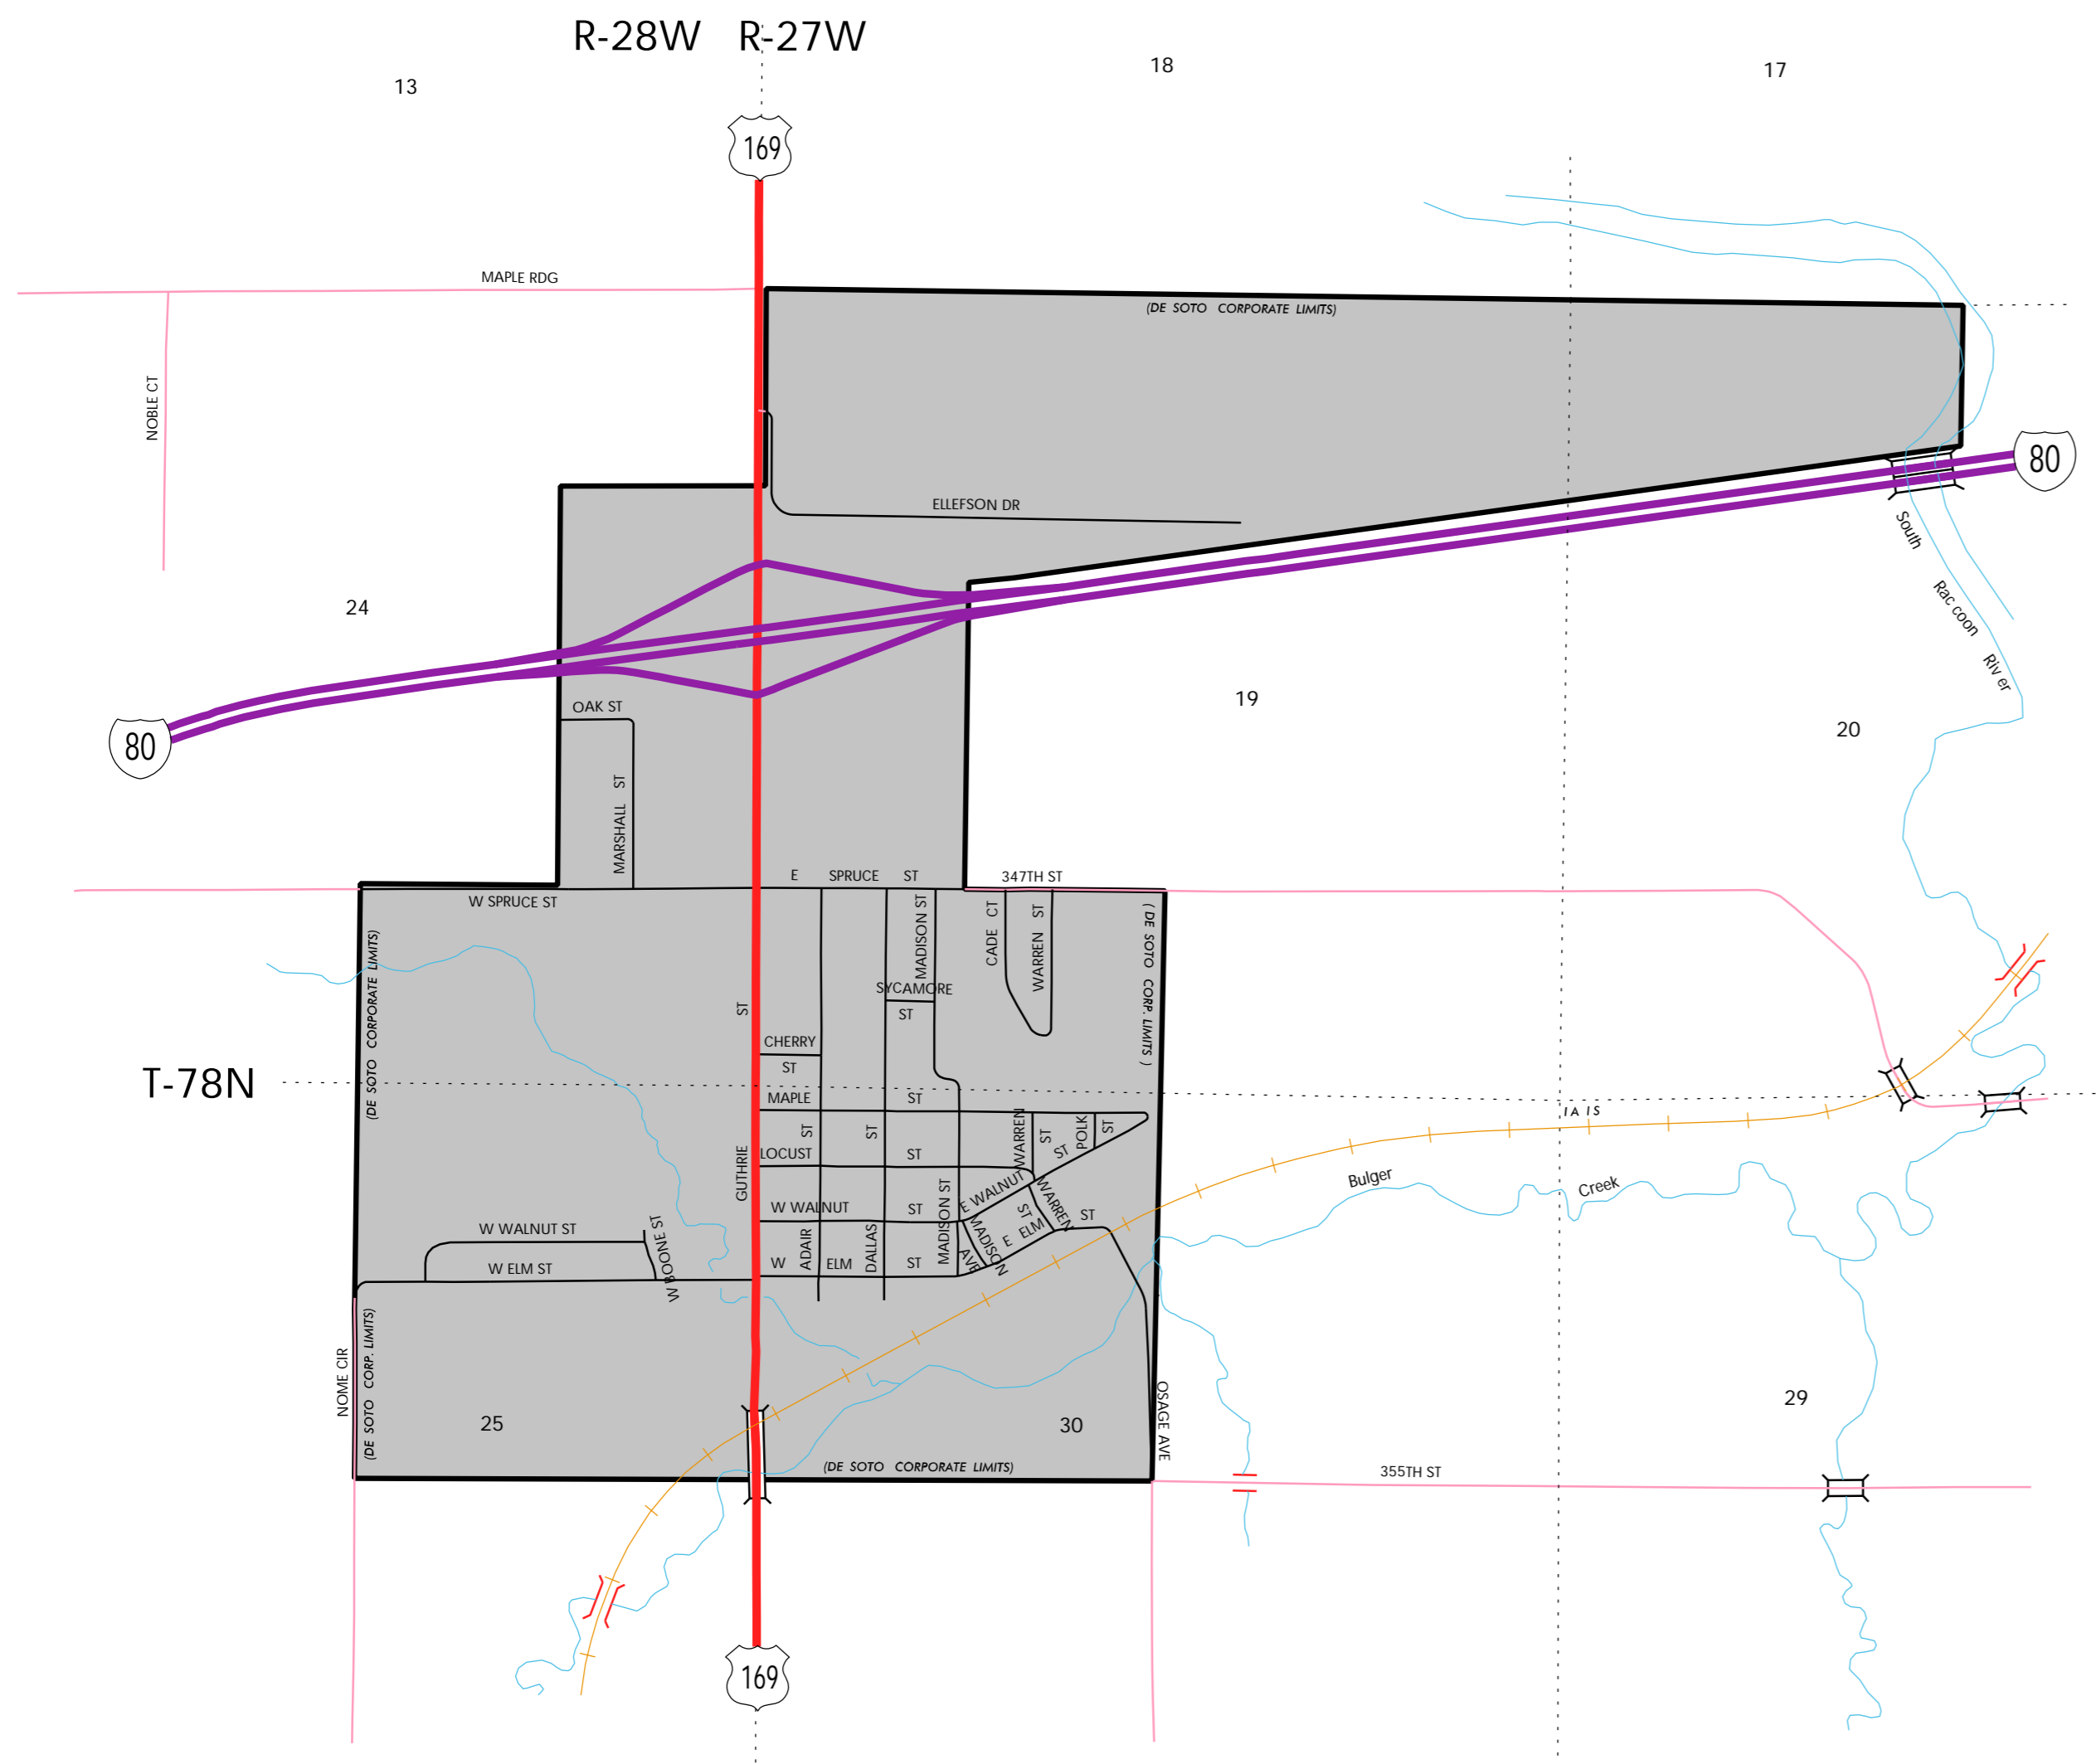 R-28W R-27W
13
18
17
169
MAPLE RDG
(DE SOTO CORPORATE LIMITS)
NOBLE CT
80
ELLEFSON DR
South
Rac coon
Riv er
24
19
20
OAK ST
80
MARSHALL ST
E SPRUCE ST
347TH ST
W SPRUCE ST
MADISON ST
CADE CT
WARREN ST
(DE SOTO CORPORATE LIMITS)
( DE SOTO CORP. LIMITS )
SYCAMORE
ST
GUTHRIE ST
CHERRY
ST
T-78N
MAPLE ST
IA IS
ADAIR ST
DALLAS ST
WARREN ST
POLK ST
LOCUST ST
E WALNUT ST
Bulger Creek
W WALNUT ST
MADISON ST
WARREN ST
MADISON AVE
E ELM ST
W WALNUT ST
W BOONE ST
W ELM ST
W ELM ST
NOME CIR
(DE SOTO CORP. LIMITS)
OSAGE AVE
25
30
29
(DE SOTO CORPORATE LIMITS)
355TH ST
169